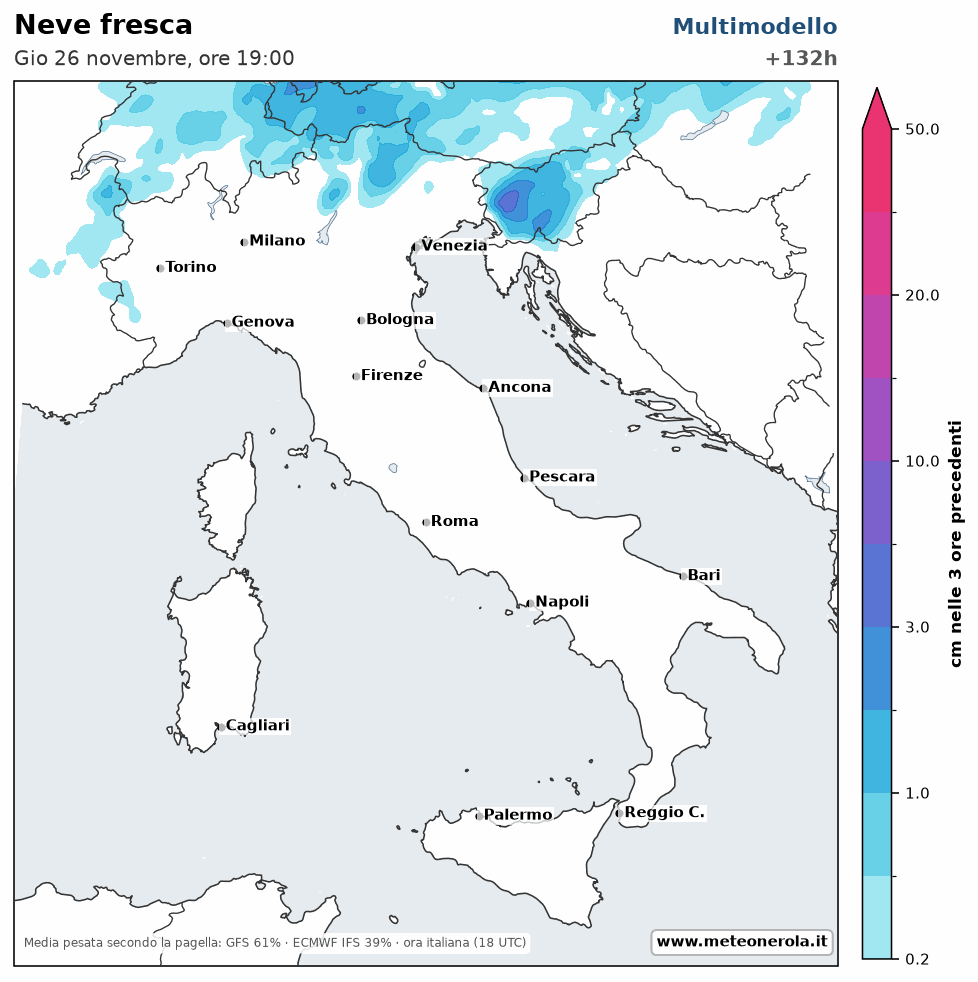 Neve fresca
Multimodello
Gio 26 novembre, ore 19:00
+132h
50.0
20.0
10.0
3.0
1.0
0.2
cm nelle 3 ore precedenti
Milano
Venezia
Torino
Genova
Bologna
Firenze
Ancona
Pescara
Roma
Bari
Napoli
Cagliari
Palermo
Reggio C.
Media pesata secondo la pagella: GFS 61% · ECMWF IFS 39% · ora italiana (18 UTC)
www.meteonerola.it